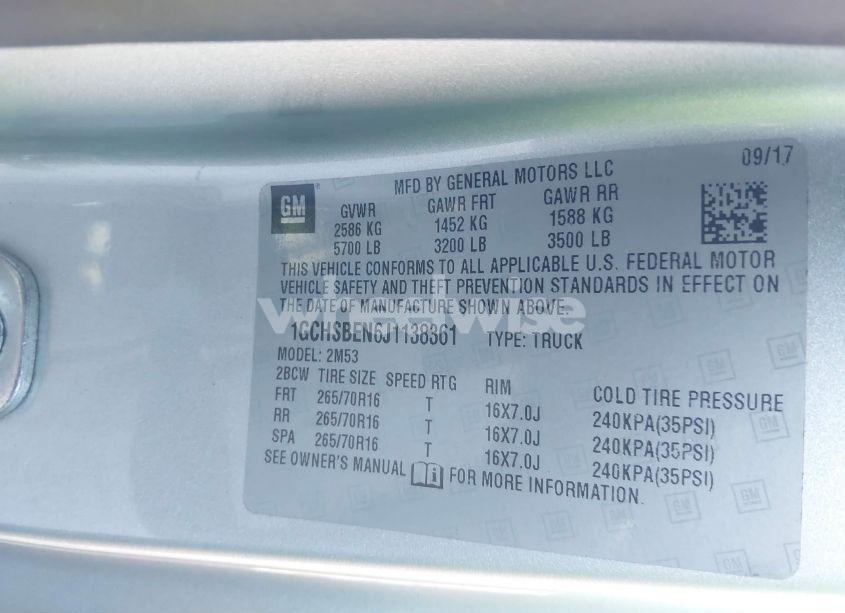 09/17
MFD BY GENERAL MOTORS LLC
GM
GVWR GAWR FRT GAWR RR
2586 KG 1452 KG 1588 KG
5700 LB 3200 LB 3500 LB
THIS VEHICLE CONFORMS TO ALL APPLICABLE U.S. FEDERAL MOTOR
VEHICLE SAFETY AND THEFT PREVENTION STANDARDS IN EFFECT ON
THE DATE OF MANUFACTURE SHOWN ABOVE.
wheelwise
1GCHSBEN6J1138361 TYPE: TRUCK
MODEL: 2M53
2BCW TIRE SIZE SPEED RTG RIM COLD TIRE PRESSURE
FRT 265/70R16 T 16X7.0J 240KPA(35PSI)
RR 265/70R16 T 16X7.0J 240KPA(35PSI)
SPA 265/70R16 T 16X7.0J 240KPA(35PSI)
SEE OWNER'S MANUAL FOR MORE INFORMATION.